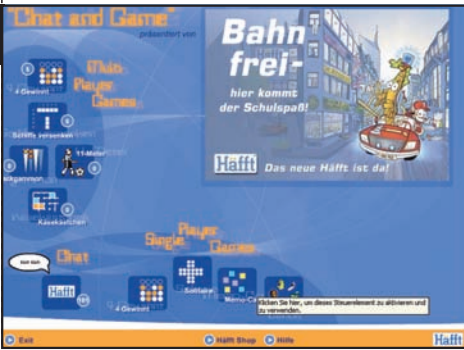 "Chat and Game"
präsentiert von
Bahn
frei-
hier kommt
der Schulspaß!
Häfft
Das neue Häfft ist da!
Multi
Player
Games
4-Gewinnt
Schiffe versenken
11-Meter
Käsekästchen
Chat
Häfft
Single
Player
Games
4-Gewinnt
Solitaire
Klicken Sie hier, um dieses Steuerelement zu aktivieren und
zu verwenden.
Exit
Häfft Shop
Hilfe
Häfft